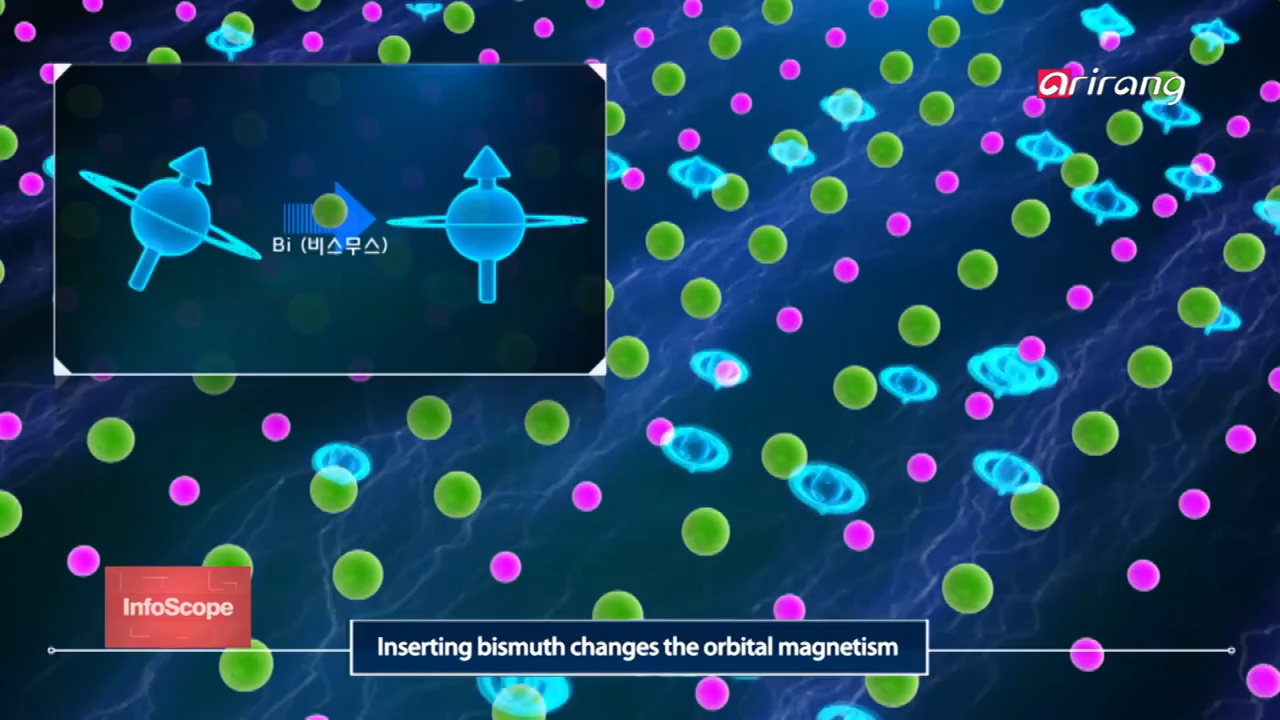 arirang
Bi (비스무스)
InfoScope
Inserting bismuth changes the orbital magnetism